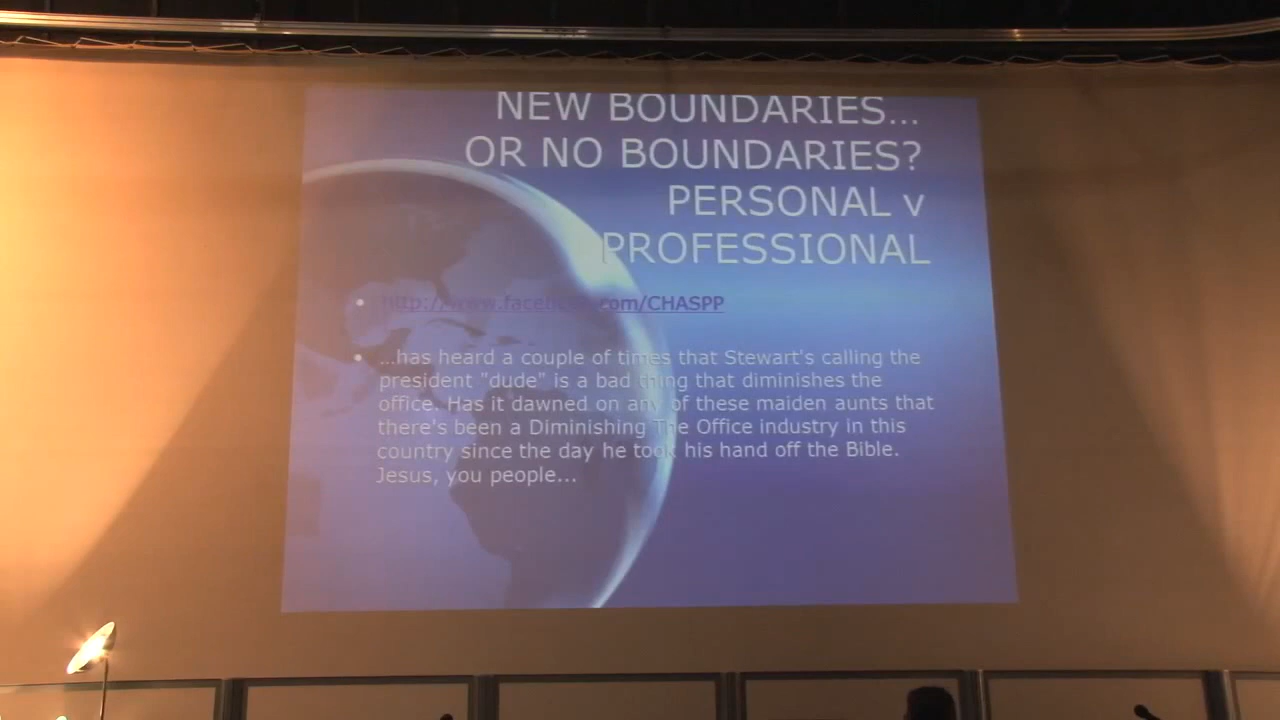 NEW BOUNDARIES...
OR NO BOUNDARIES?
PERSONAL v
PROFESSIONAL
• http://www.facebook.com/CHASPP
• ...has heard a couple of times that Stewart's calling the
president "dude" is a bad thing that diminishes the
office. Has it dawned on any of these maiden aunts that
there's been a Diminishing The Office industry in this
country since the day he took his hand off the Bible.
Jesus, you people...